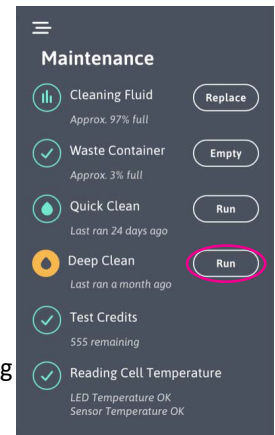 Maintenance
Cleaning Fluid
Replace
Approx. 97% full
Waste Container
Empty
Approx. 3% full
Quick Clean
Run
Last ran 24 days ago
Deep Clean
Run
Last ran a month ago
Test Credits
555 remaining
g
Reading Cell Temperature
LED Temperature OK
Sensor Temperature OK